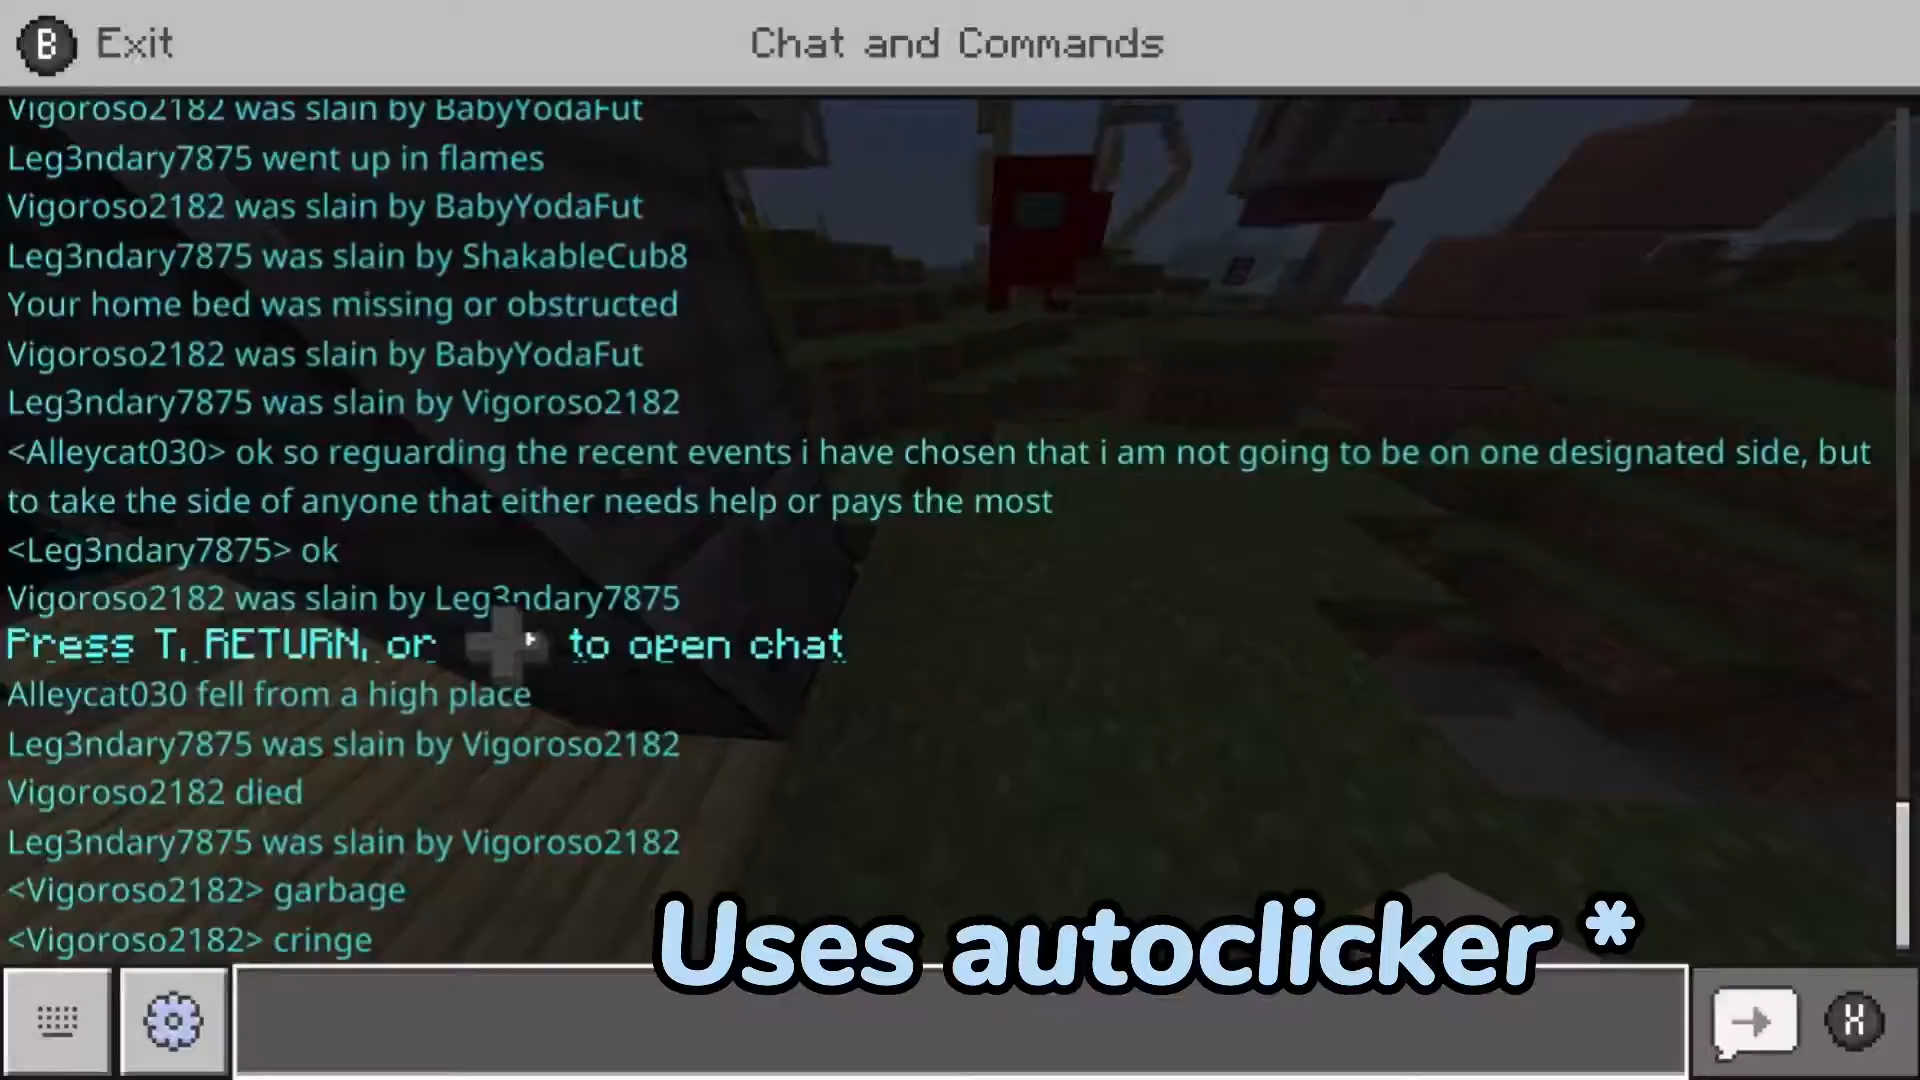 B Exit
Chat and Commands
Vigoroso2182 was slain by BabyYodaFut
Leg3ndary7875 went up in flames
Vigoroso2182 was slain by BabyYodaFut
Leg3ndary7875 was slain by ShakableCub8
Your home bed was missing or obstructed
Vigoroso2182 was slain by BabyYodaFut
Leg3ndary7875 was slain by Vigoroso2182
<Alleycat030> ok so reguarding the recent events i have chosen that i am not going to be on one designated side, but
to take the side of anyone that either needs help or pays the most
<Leg3ndary7875> ok
Vigoroso2182 was slain by Leg3ndary7875
Press T, RETURN, or to open chat
Alleycat030 fell from a high place
Leg3ndary7875 was slain by Vigoroso2182
Vigoroso2182 died
Leg3ndary7875 was slain by Vigoroso2182
<Vigoroso2182> garbage
<Vigoroso2182> cringe
Uses autoclicker *
X